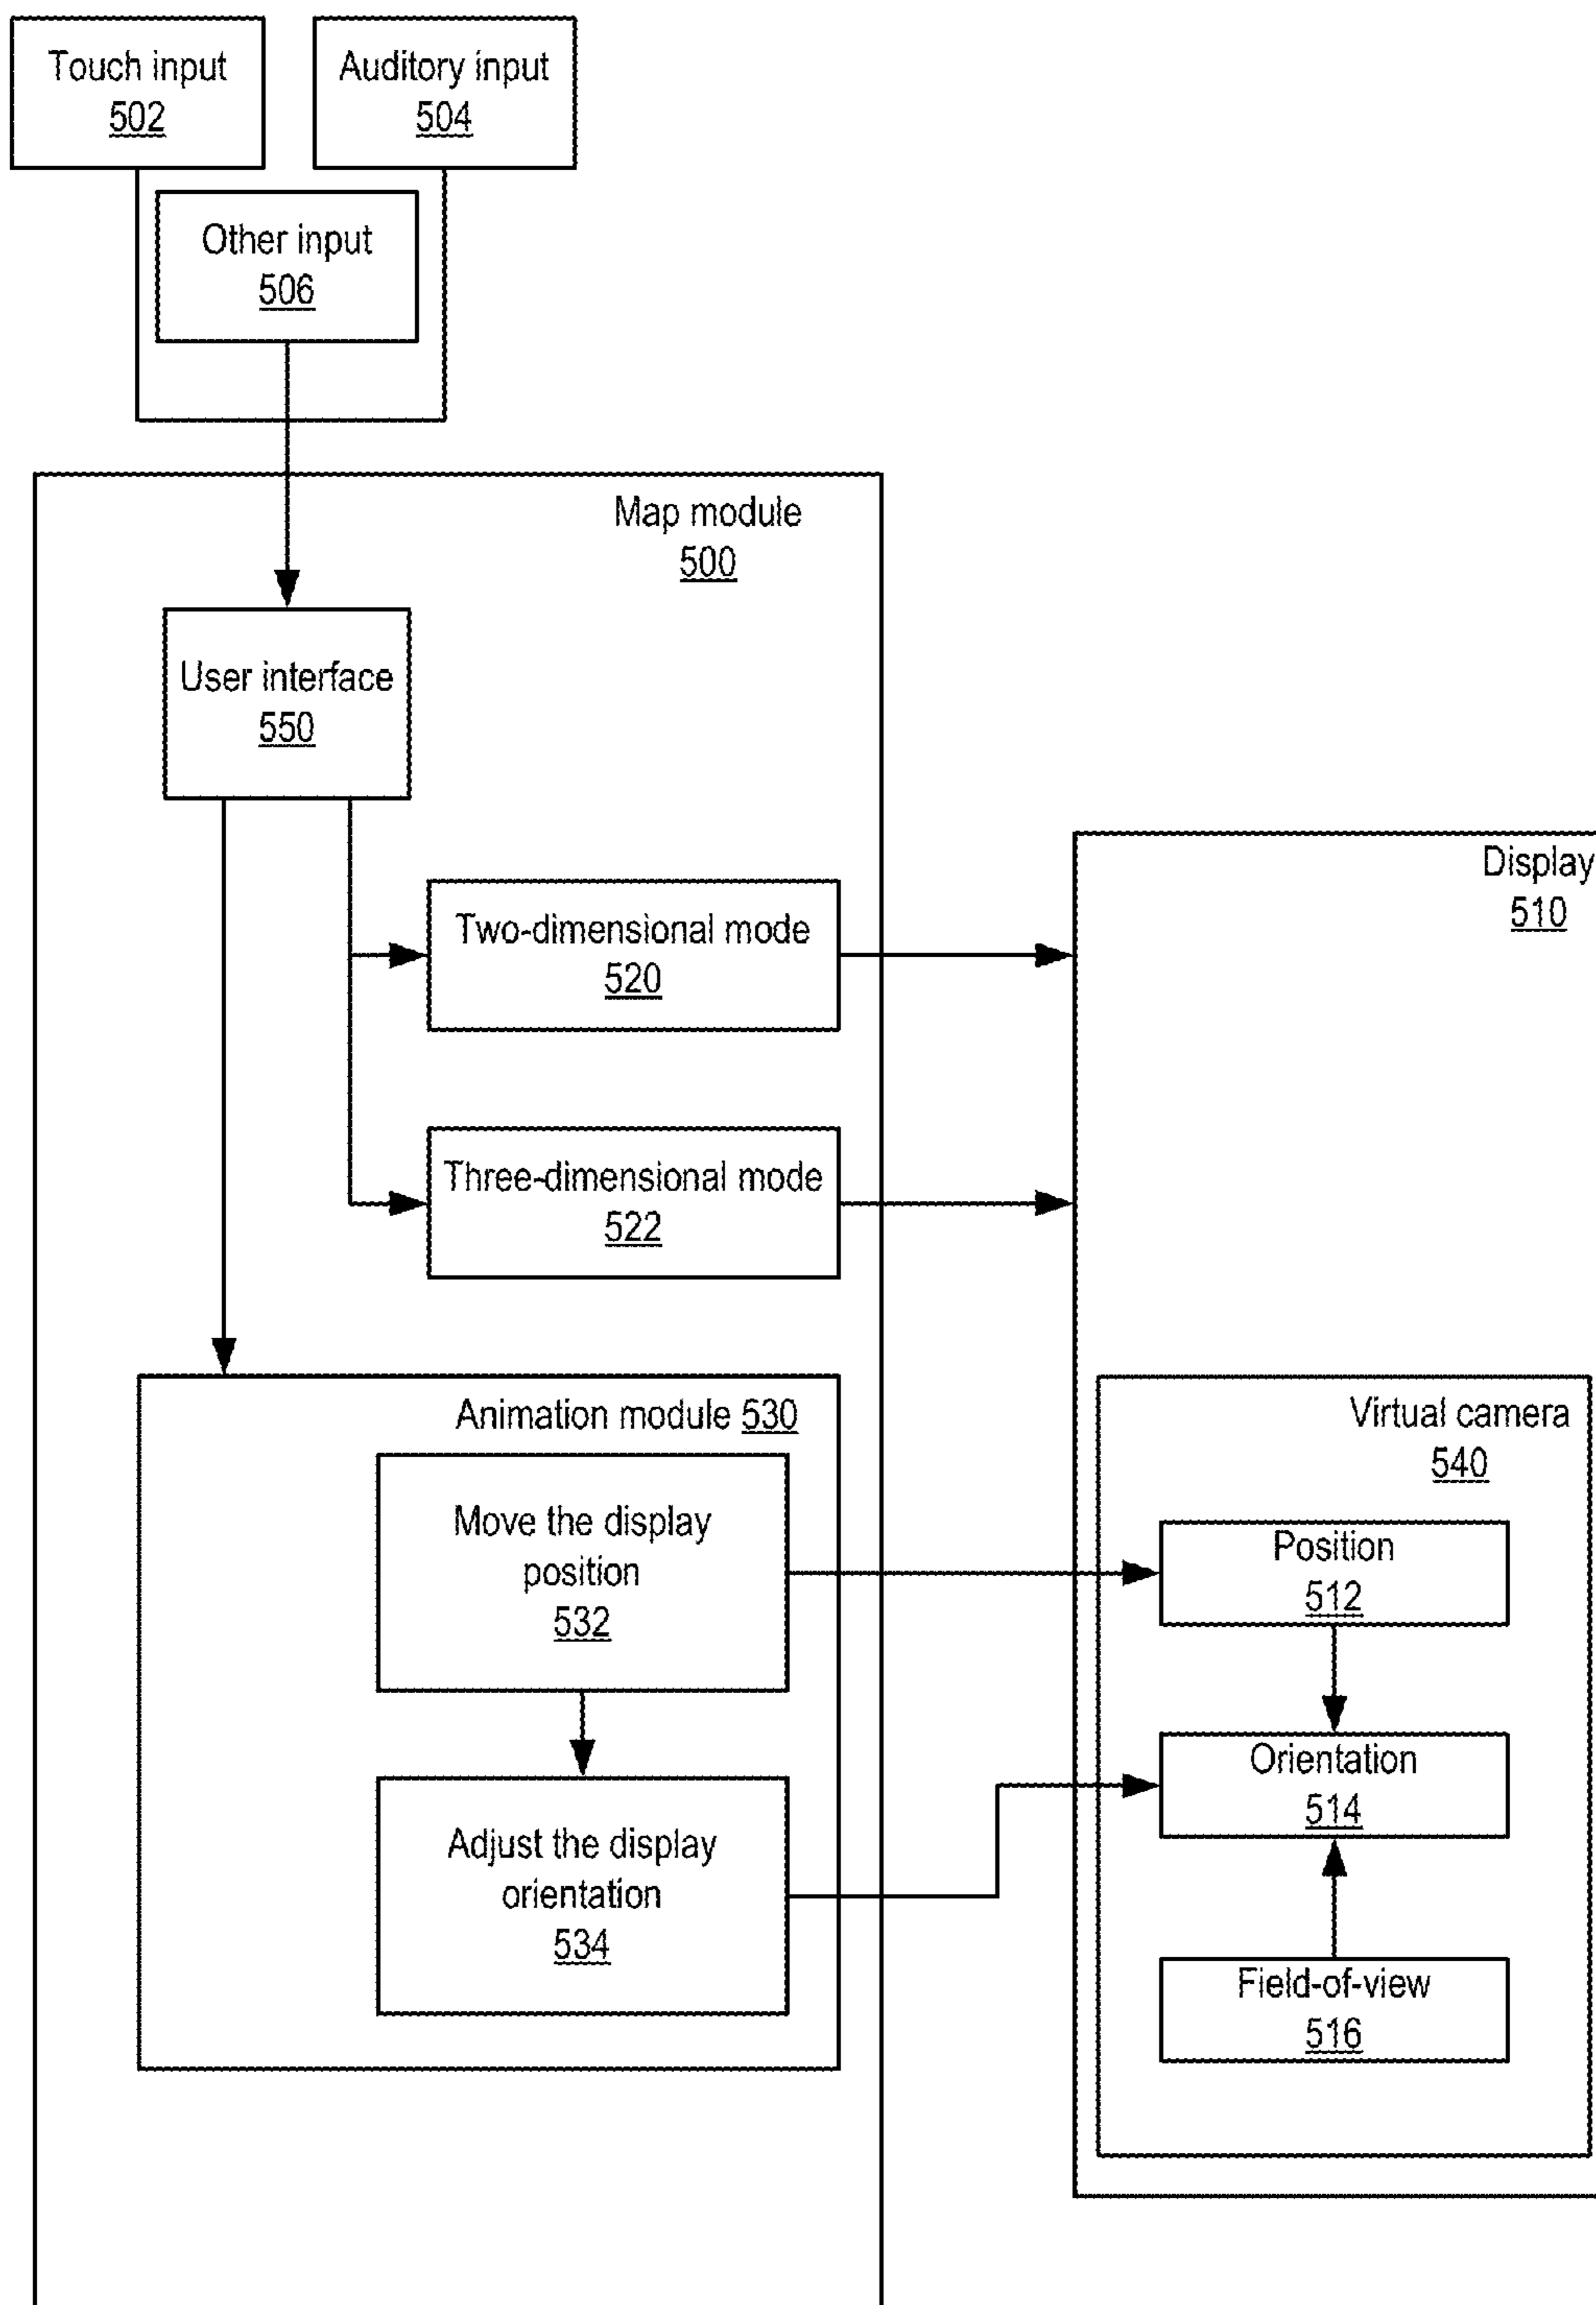 Touch input
502
Auditory input
504
Other input
506
Map module
500
User interface
550
Two-dimensional mode
520
Display
510
Three-dimensional mode
522
Animation module 530
Move the display
position
532
Adjust the display
orientation
534
Virtual camera
540
Position
512
Orientation
514
Field-of-view
516